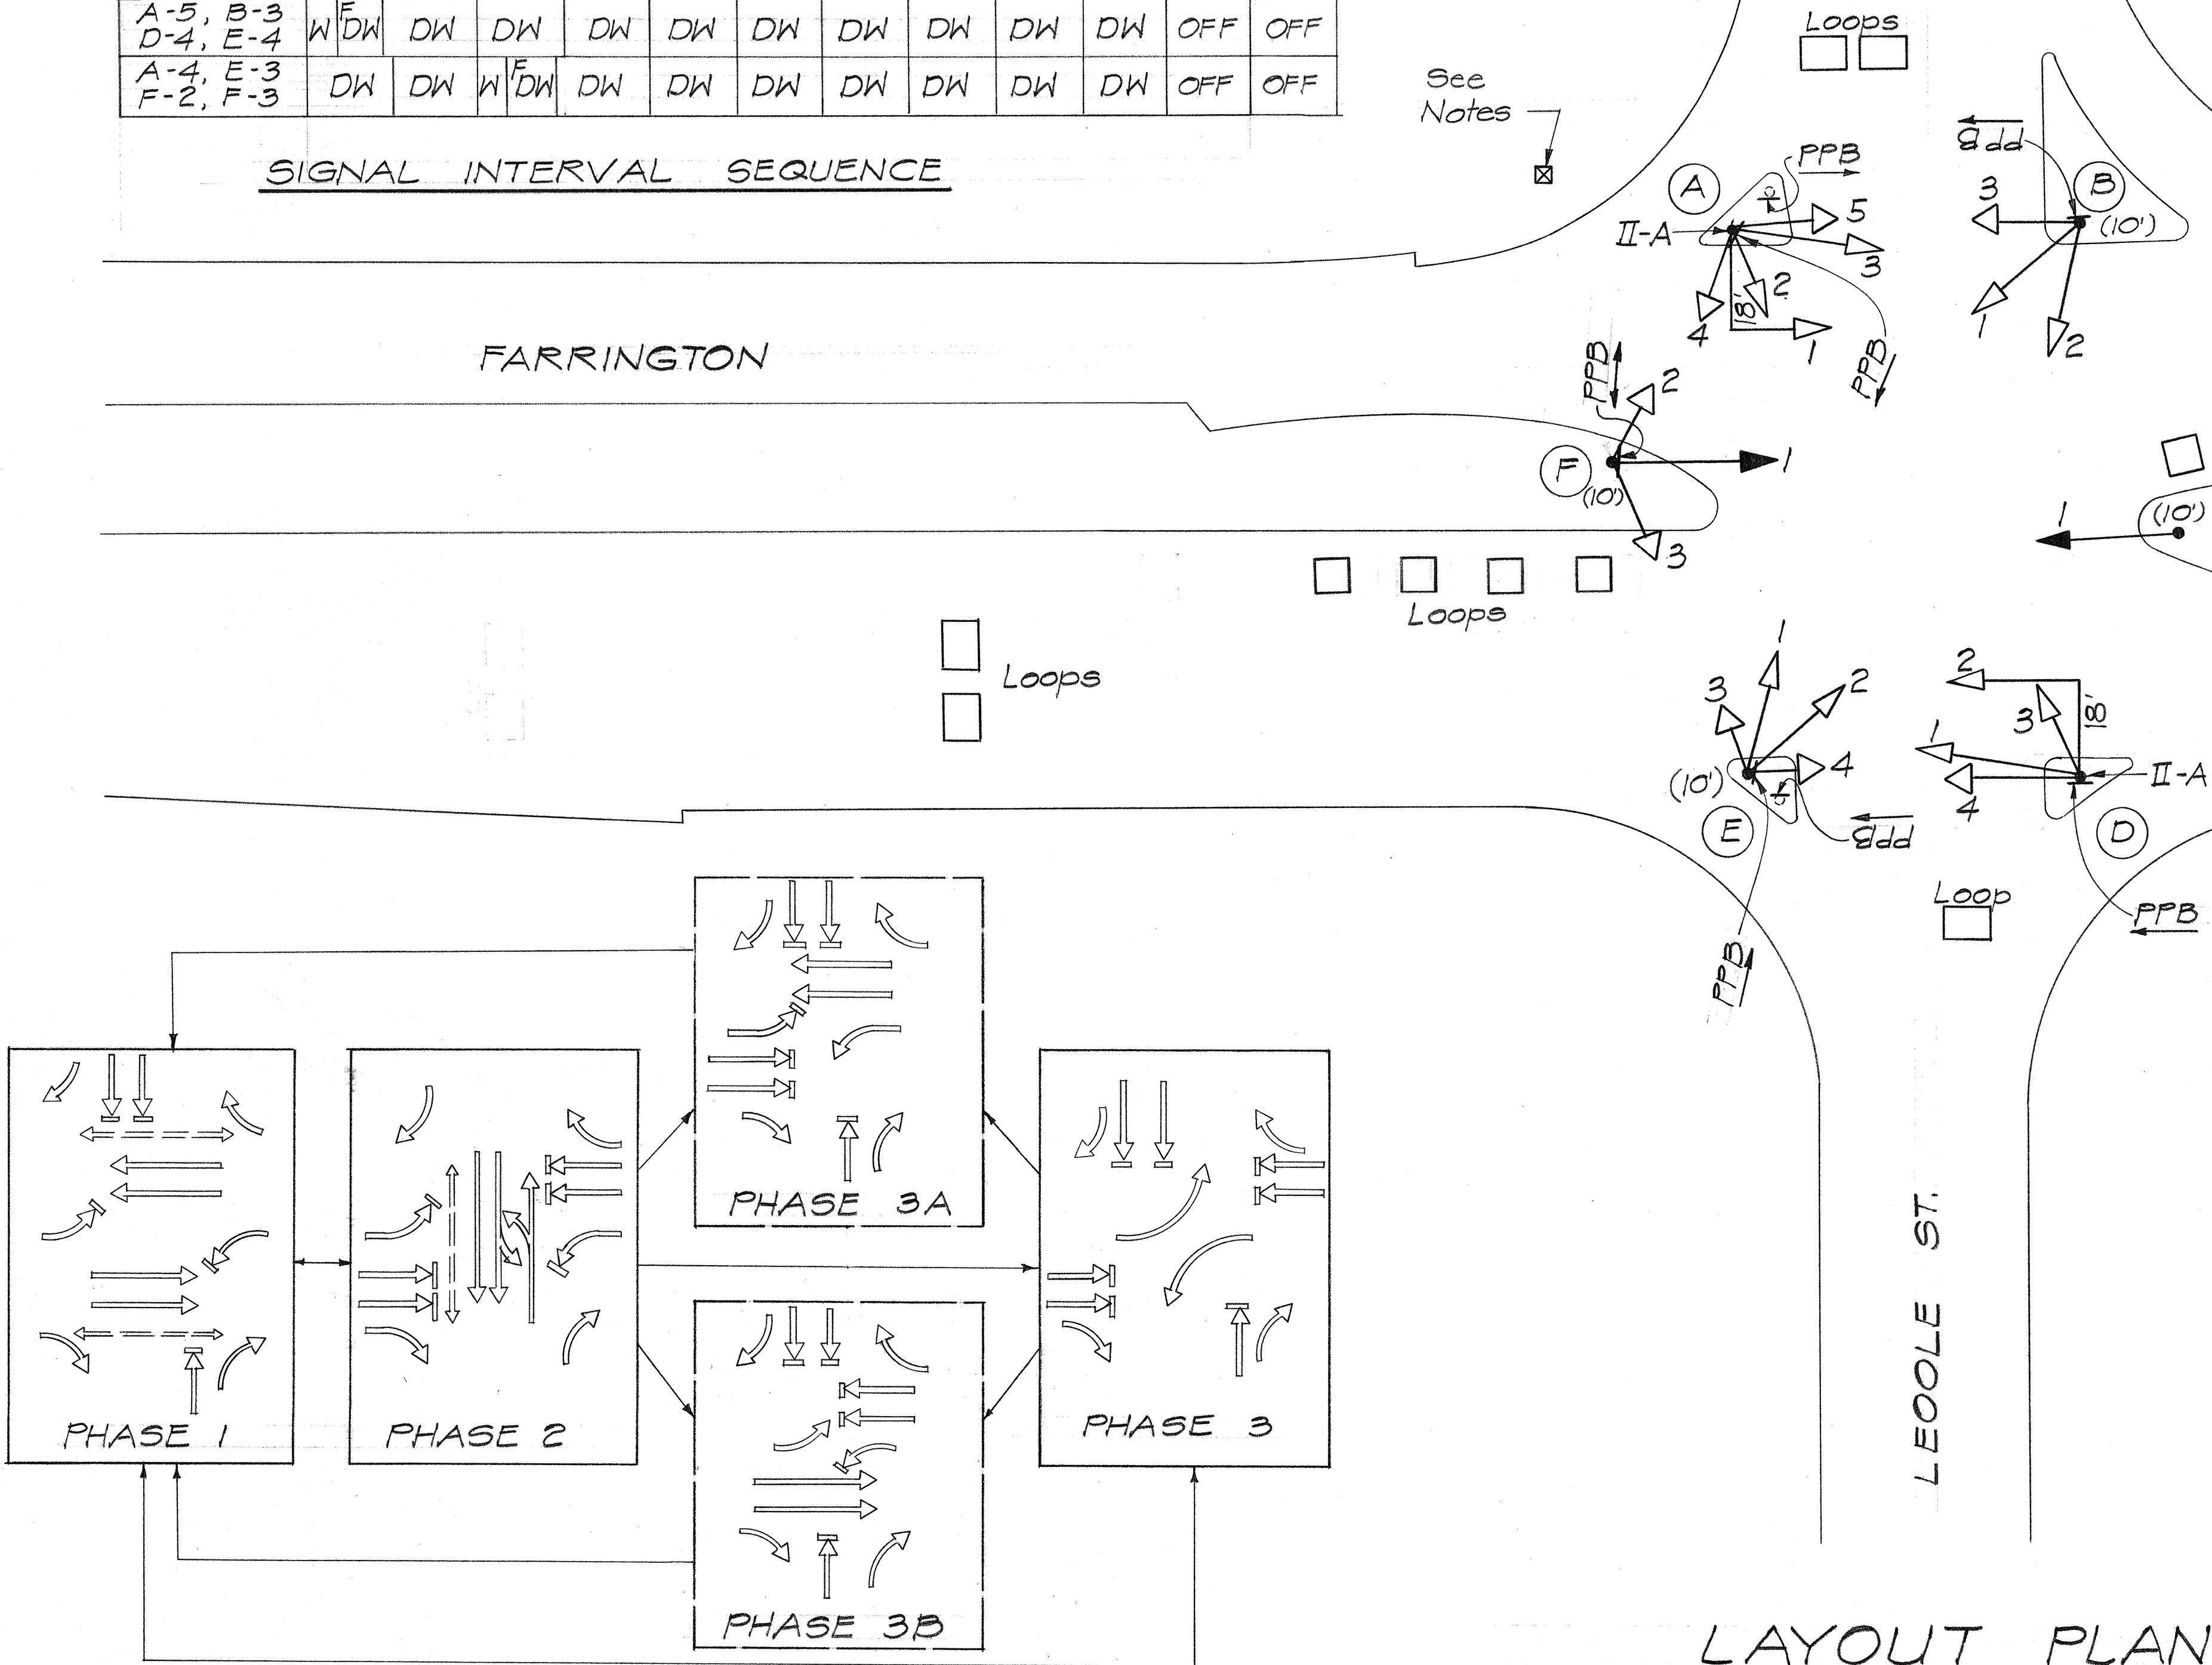 A-5, B-3 W F DW DW DW DW DW DW DW DW DW OFF OFF
D-4, E-4
A-4, E-3 DW DW W F DW DW DW DW DW DW DW DW OFF OFF
F-2, F-3
SIGNAL INTERVAL SEQUENCE
See
Notes
Loops
A
PPB
II-A
5
3
2
4
18'
1
PPB
PPB
B
(10')
3
1
2
FARRINGTON
PPB
2
F
(10')
1
3
Loops
Loops
1
(10')
1
3
2
4
(10')
E
PPB
PPB
2
3
18'
1
4
II-A
D
PPB
Loop
PHASE 1
PHASE 2
PHASE 3A
PHASE 3B
PHASE 3
LEOOLE ST.
LAYOUT PLAN